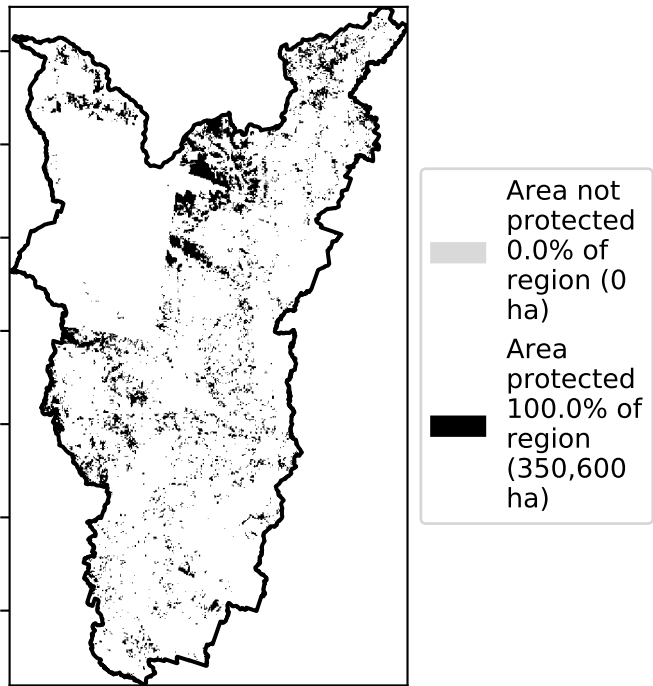 Area not
protected
0.0% of
region (0
ha)
Area
protected
100.0% of
region
(350,600
ha)